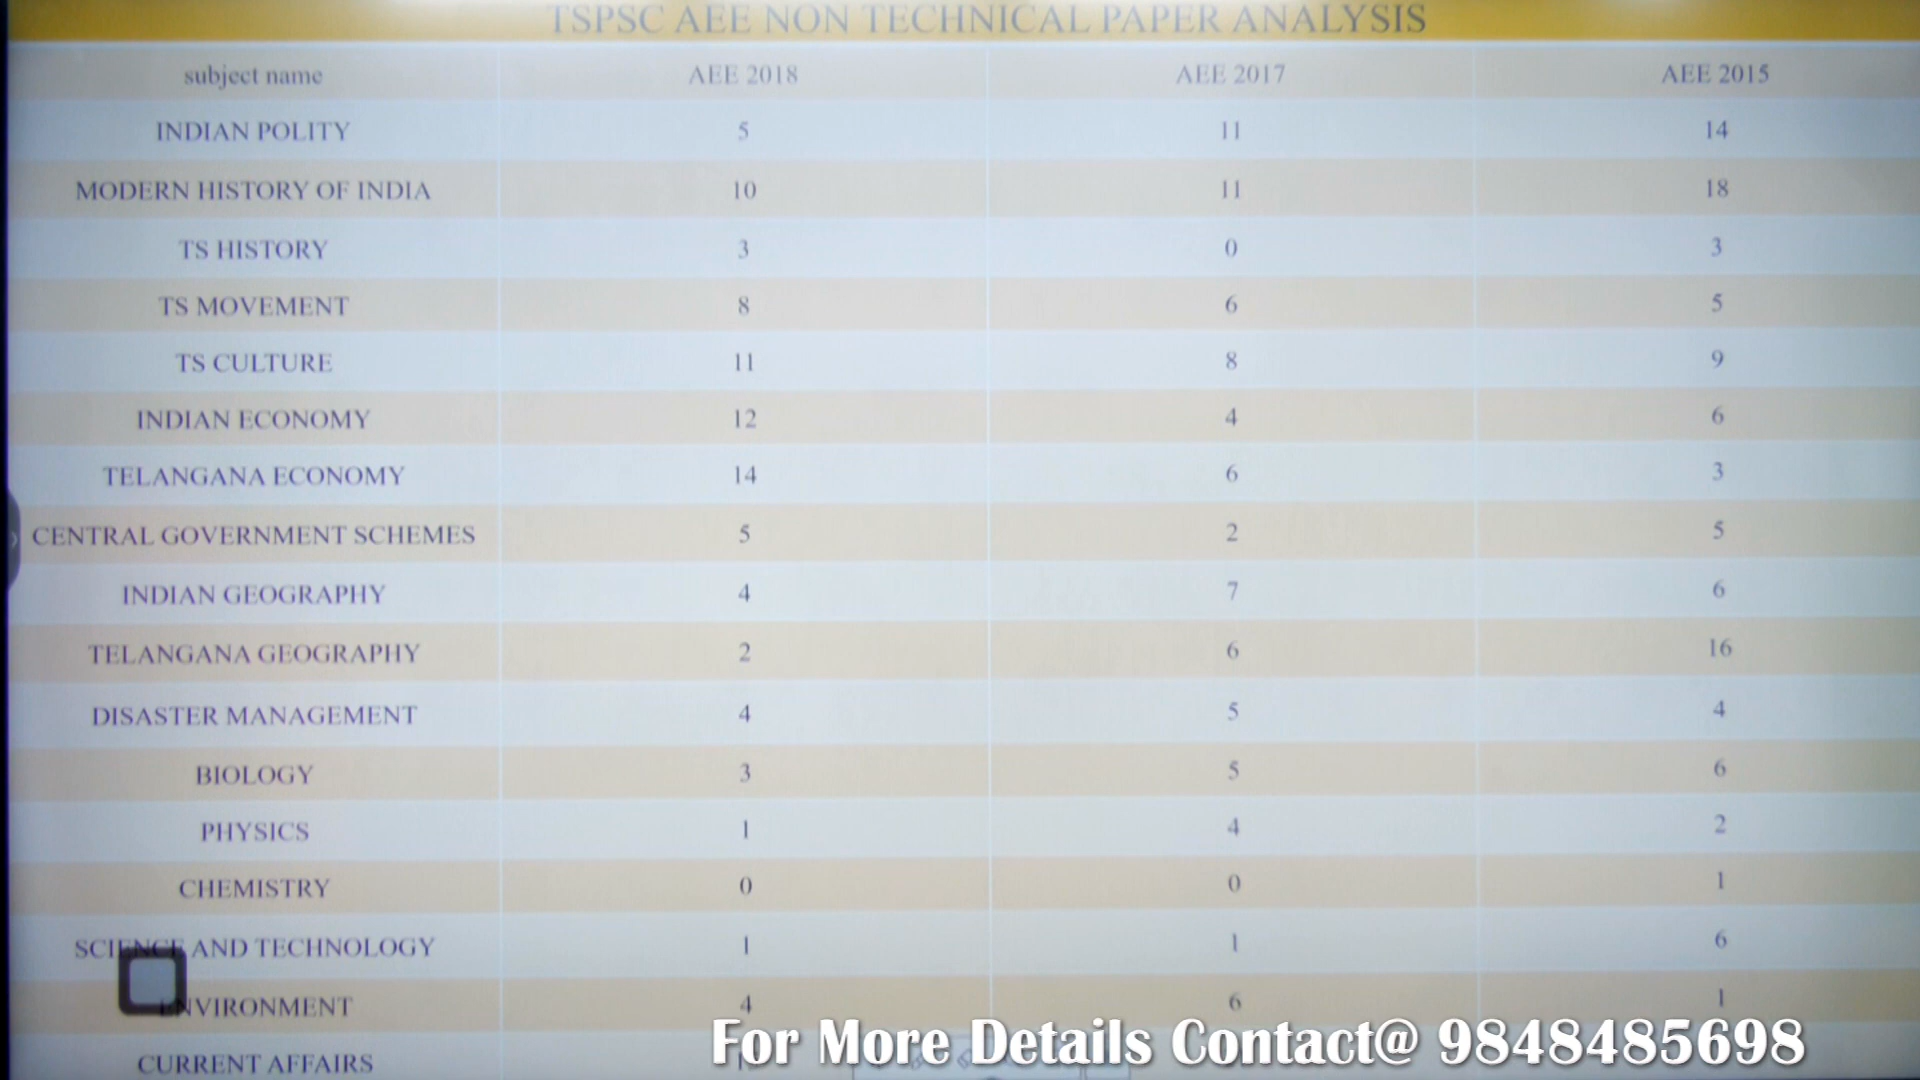 TSPSC AEE NON TECHNICAL PAPER ANALYSIS
subject name AEE 2018 AEE 2017 AEE 2015
INDIAN POLITY 5 11 14
MODERN HISTORY OF INDIA 10 11 18
TS HISTORY 3 0 3
TS MOVEMENT 8 6 5
TS CULTURE 11 8 9
INDIAN ECONOMY 12 4 6
TELANGANA ECONOMY 14 6 3
CENTRAL GOVERNMENT SCHEMES 5 2 5
INDIAN GEOGRAPHY 4 7 6
TELANGANA GEOGRAPHY 2 6 16
DISASTER MANAGEMENT 4 5 4
BIOLOGY 3 5 6
PHYSICS 1 4 2
CHEMISTRY 0 0 1
SCIENCE AND TECHNOLOGY 1 1 6
ENVIRONMENT 4 6 1
CURRENT AFFAIRS
For More Details Contact@ 9848485698